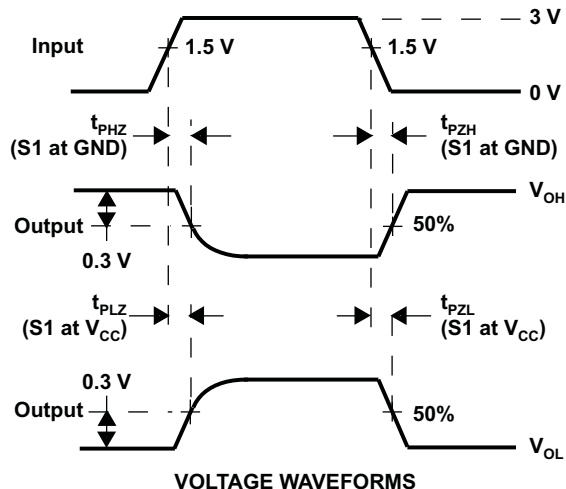 3 V
Input
1.5 V
1.5 V
0 V
tPHZ
(S1 at GND)
tPZH
(S1 at GND)
VOH
Output
50%
0.3 V
tPLZ
(S1 at VCC)
tPZL
(S1 at VCC)
0.3 V
Output
50%
VOL
VOLTAGE WAVEFORMS